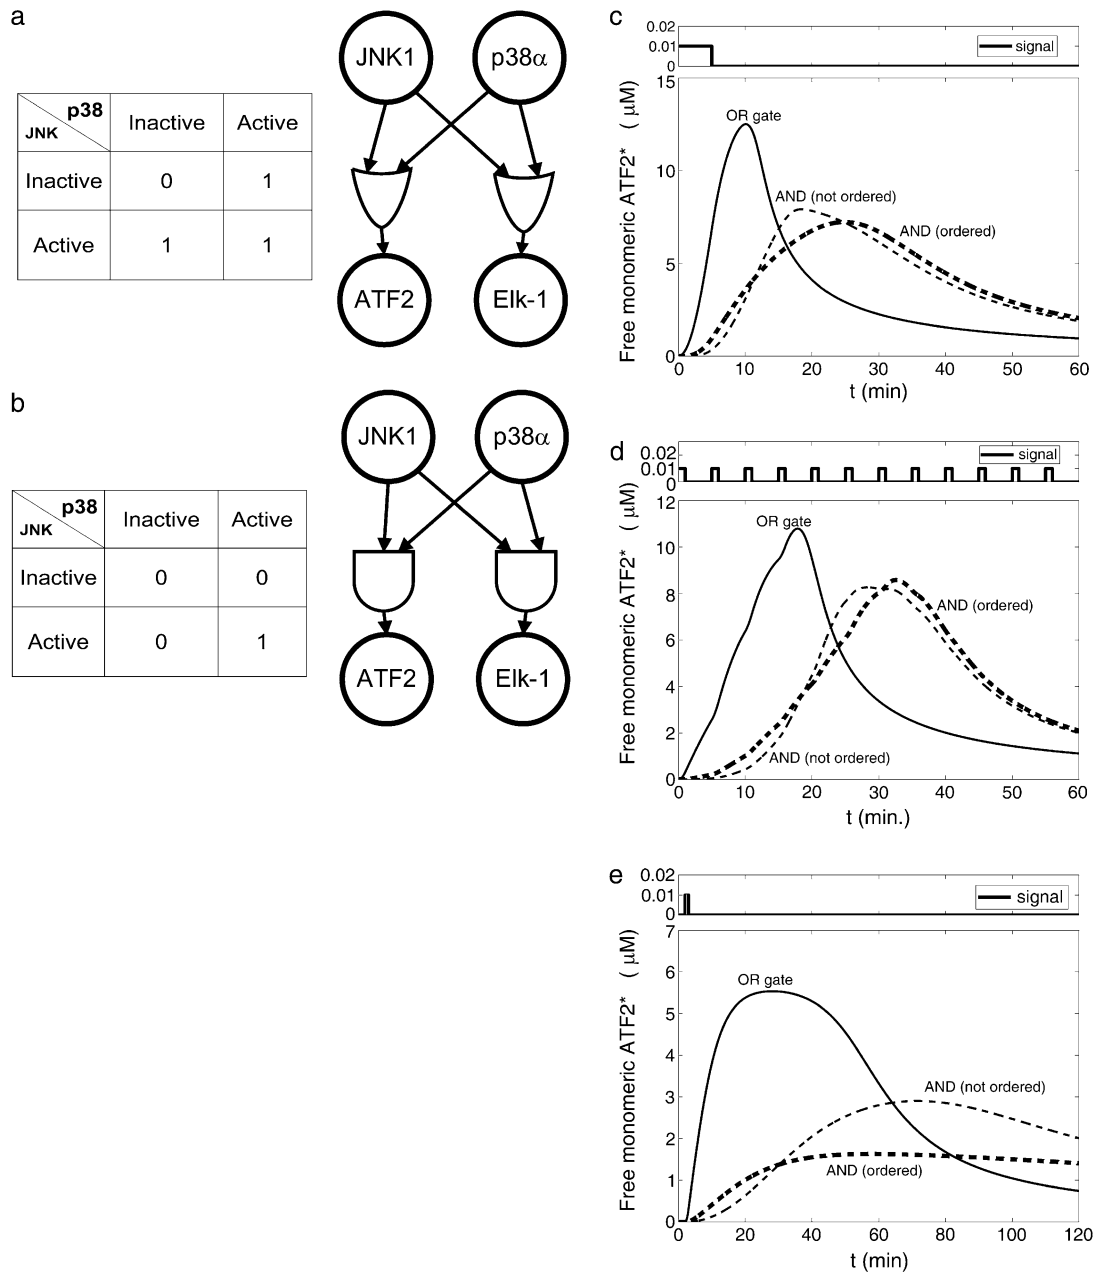 a
JNK1 p38α
p38
JNK
Inactive Active
Inactive 0 1
Active 1 1
ATF2 Elk-1
b
JNK1 p38α
p38
JNK
Inactive Active
Inactive 0 0
Active 0 1
ATF2 Elk-1
c
0.02
0.01
0
signal
Free monomeric ATF2* ( μM)
15
10
5
0
OR gate
AND (not ordered)
AND (ordered)
0 10 20 30 40 50 60
t (min)
d
0.02
0.01
0
signal
Free monomeric ATF2* ( μM)
12
10
8
6
4
2
0
OR gate
AND (ordered)
AND (not ordered)
0 10 20 30 40 50 60
t (min.)
e
0.02
0.01
0
signal
Free monomeric ATF2* ( μM)
7
6
5
4
3
2
1
0
OR gate
AND (not ordered)
AND (ordered)
0 20 40 60 80 100 120
t (min)